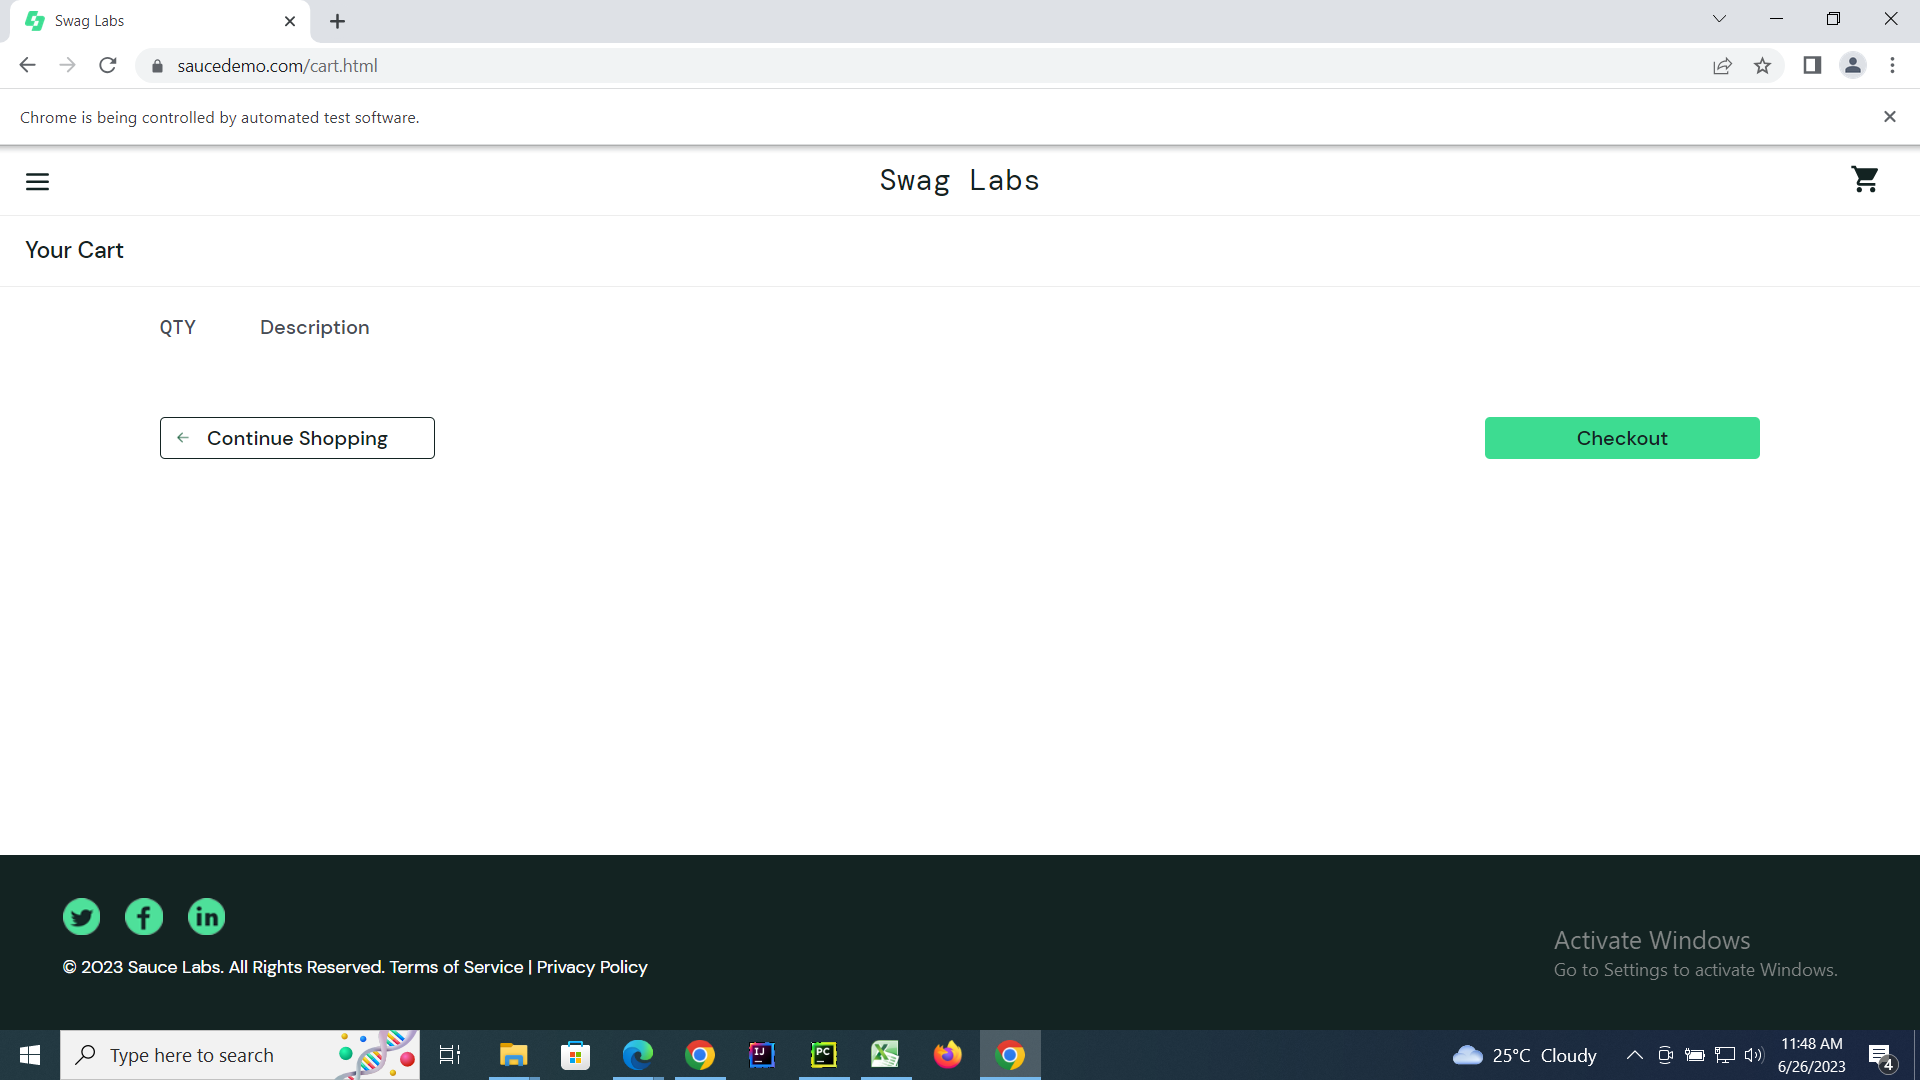 Swag Labs
saucedemo.com/cart.html
Chrome is being controlled by automated test software.
Swag Labs
Your Cart
QTY Description
Continue Shopping
Checkout
© 2023 Sauce Labs. All Rights Reserved. Terms of Service | Privacy Policy
Activate Windows
Go to Settings to activate Windows.
Type here to search
IJ
PC
25°C Cloudy
11:48 AM
6/26/2023
4